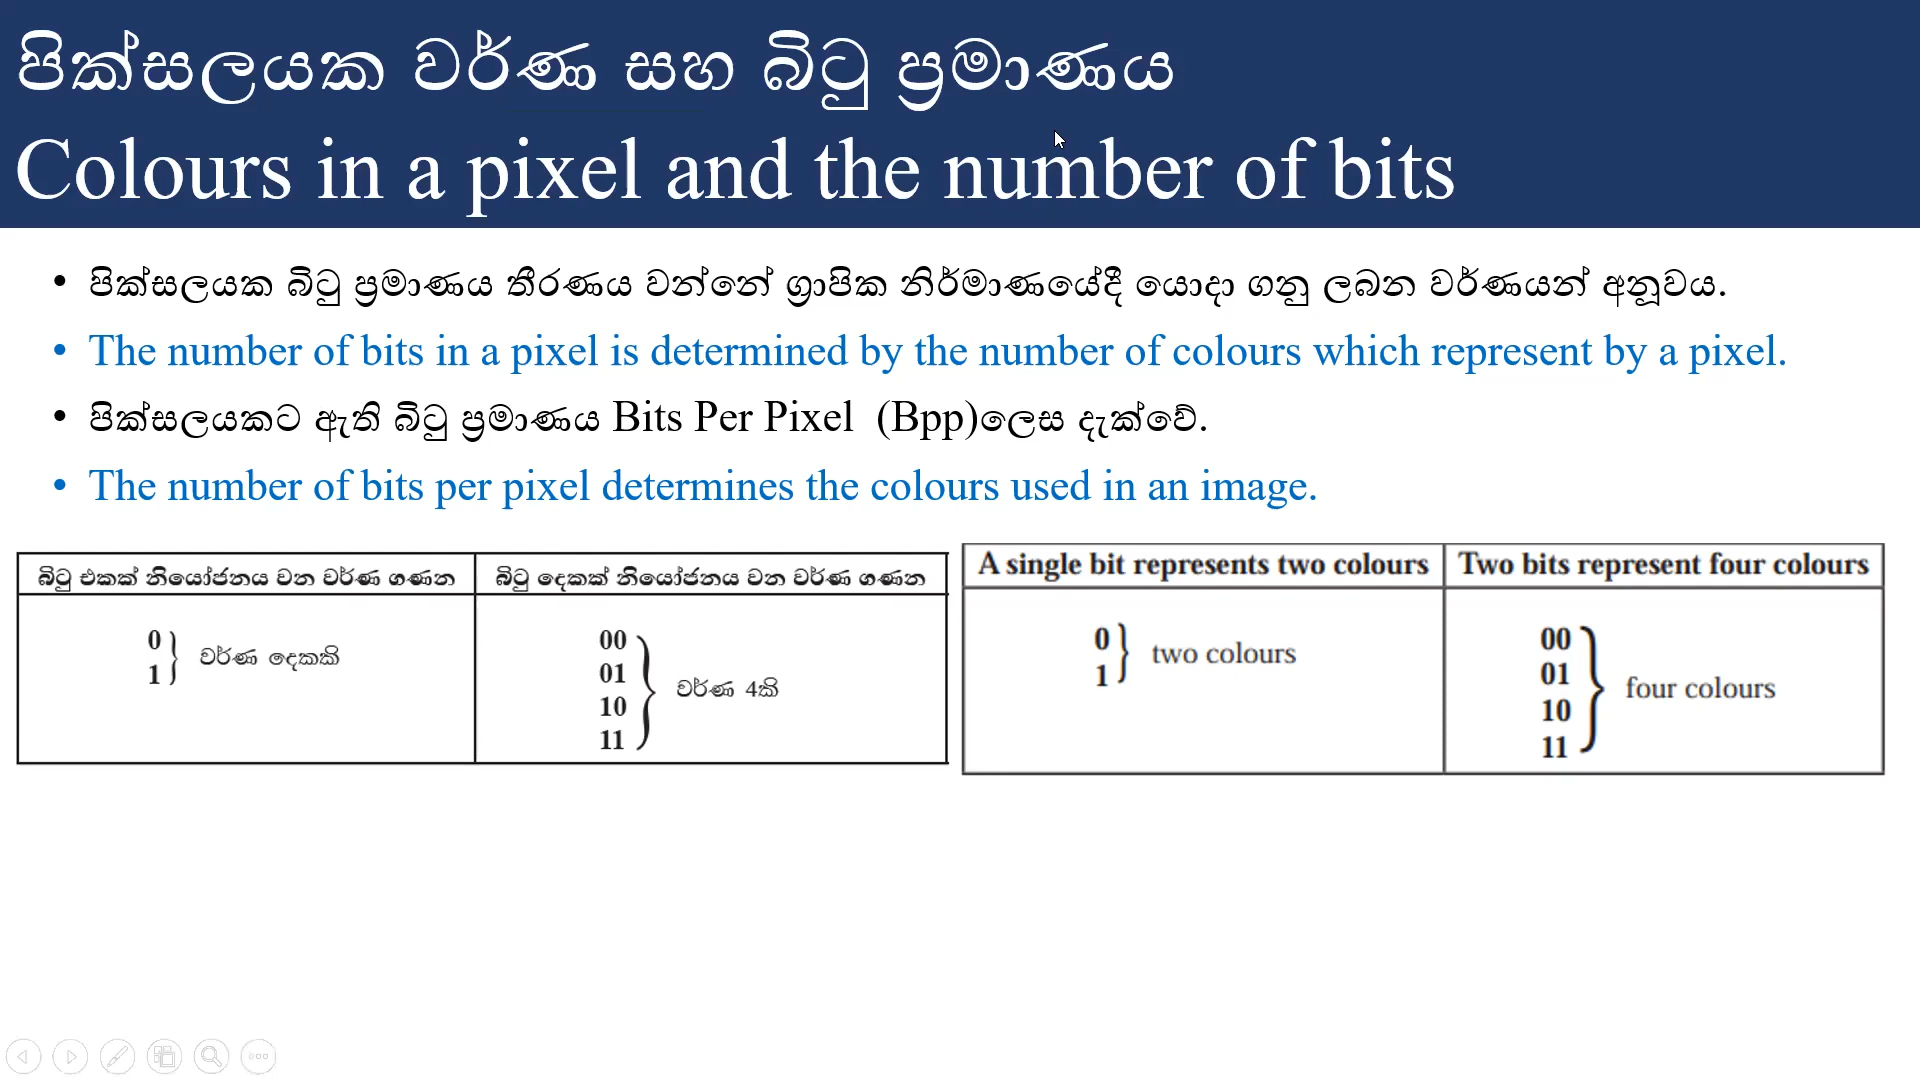 පික්සලයක වර්ණ සහ බිටු ප්‍රමාණය
Colours in a pixel and the number of bits
• පික්සලයක බිටු ප්‍රමාණය තීරණය වන්නේ ග්‍රාපික නිර්මාණයේදී යොදා ගනු ලබන වර්ණයන් අනූවය.
• The number of bits in a pixel is determined by the number of colours which represent by a pixel.
• පික්සලයකට ඇති බිටු ප්‍රමාණය Bits Per Pixel (Bpp)ලෙස දැක්වේ.
• The number of bits per pixel determines the colours used in an image.
බිටු එකක් නියෝජනය වන වර්ණ ගණන
බිටු දෙකක් නියෝජනය වන වර්ණ ගණන
0
1
වර්ණ දෙකකි
00
01
10
11
වර්ණ 4කි
A single bit represents two colours
Two bits represent four colours
0
1
two colours
00
01
10
11
four colours